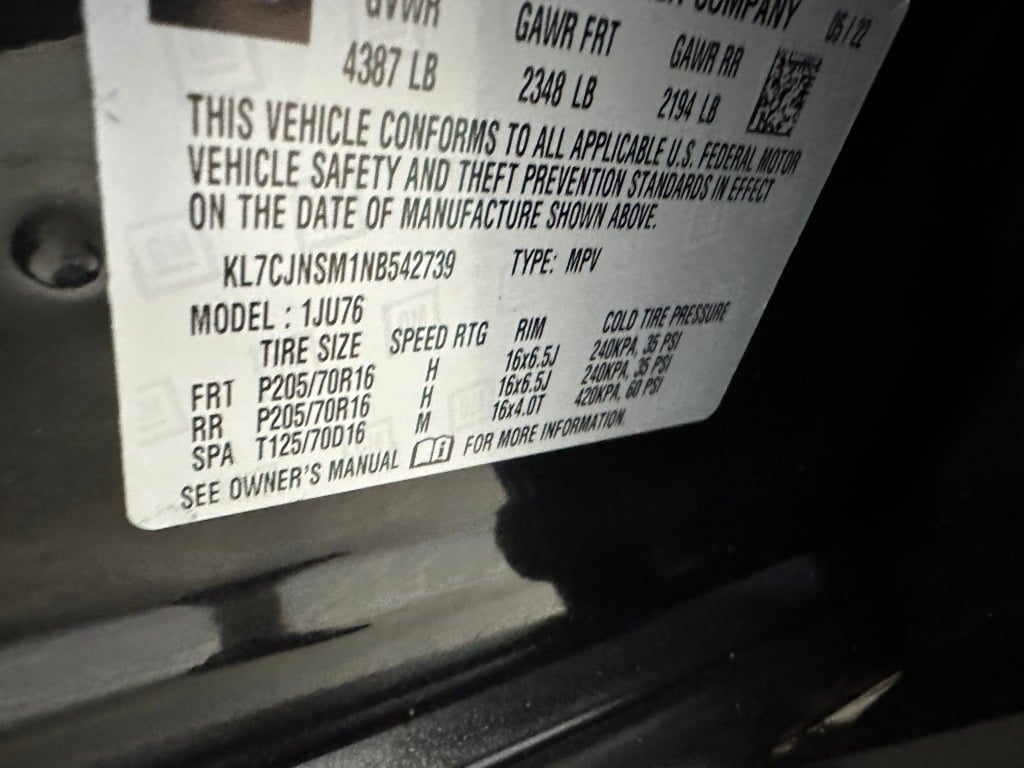 COMPANY 05/22
GVWR GAWR FRT GAWR RR
4387 LB 2348 LB 2194 LB
THIS VEHICLE CONFORMS TO ALL APPLICABLE U.S. FEDERAL MOTOR
VEHICLE SAFETY AND THEFT PREVENTION STANDARDS IN EFFECT
ON THE DATE OF MANUFACTURE SHOWN ABOVE.
KL7CJNSM1NB542739 TYPE: MPV
MODEL : 1JU76
TIRE SIZE SPEED RTG RIM COLD TIRE PRESSURE
FRT P205/70R16 H 16x6.5J 240KPA, 35 PSI
RR P205/70R16 H 16x6.5J 240KPA, 35 PSI
SPA T125/70D16 M 16x4.0T 420KPA, 60 PSI
SEE OWNER'S MANUAL FOR MORE INFORMATION.